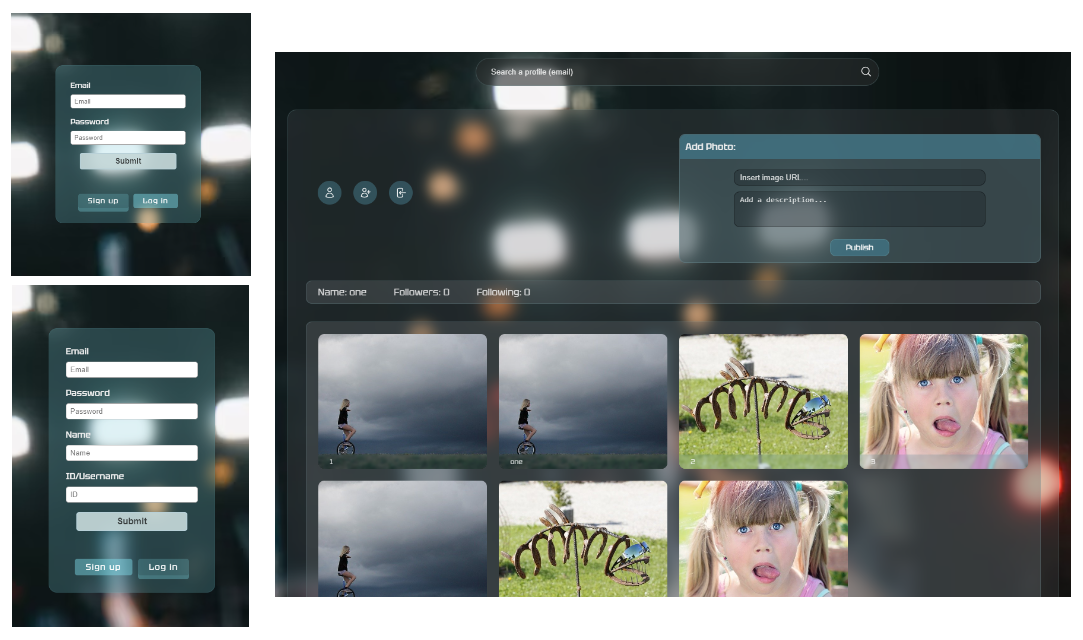 Email
Email
Password
Password
Submit
Sign up
Log in
Email
Email
Password
Password
Name
Name
ID/Username
ID
Submit
Sign up
Log in
Search a profile (email)
Add Photo:
Insert image URL...
Add a description...
Publish
Name: one
Followers: 0
Following: 0
1
one
2
3